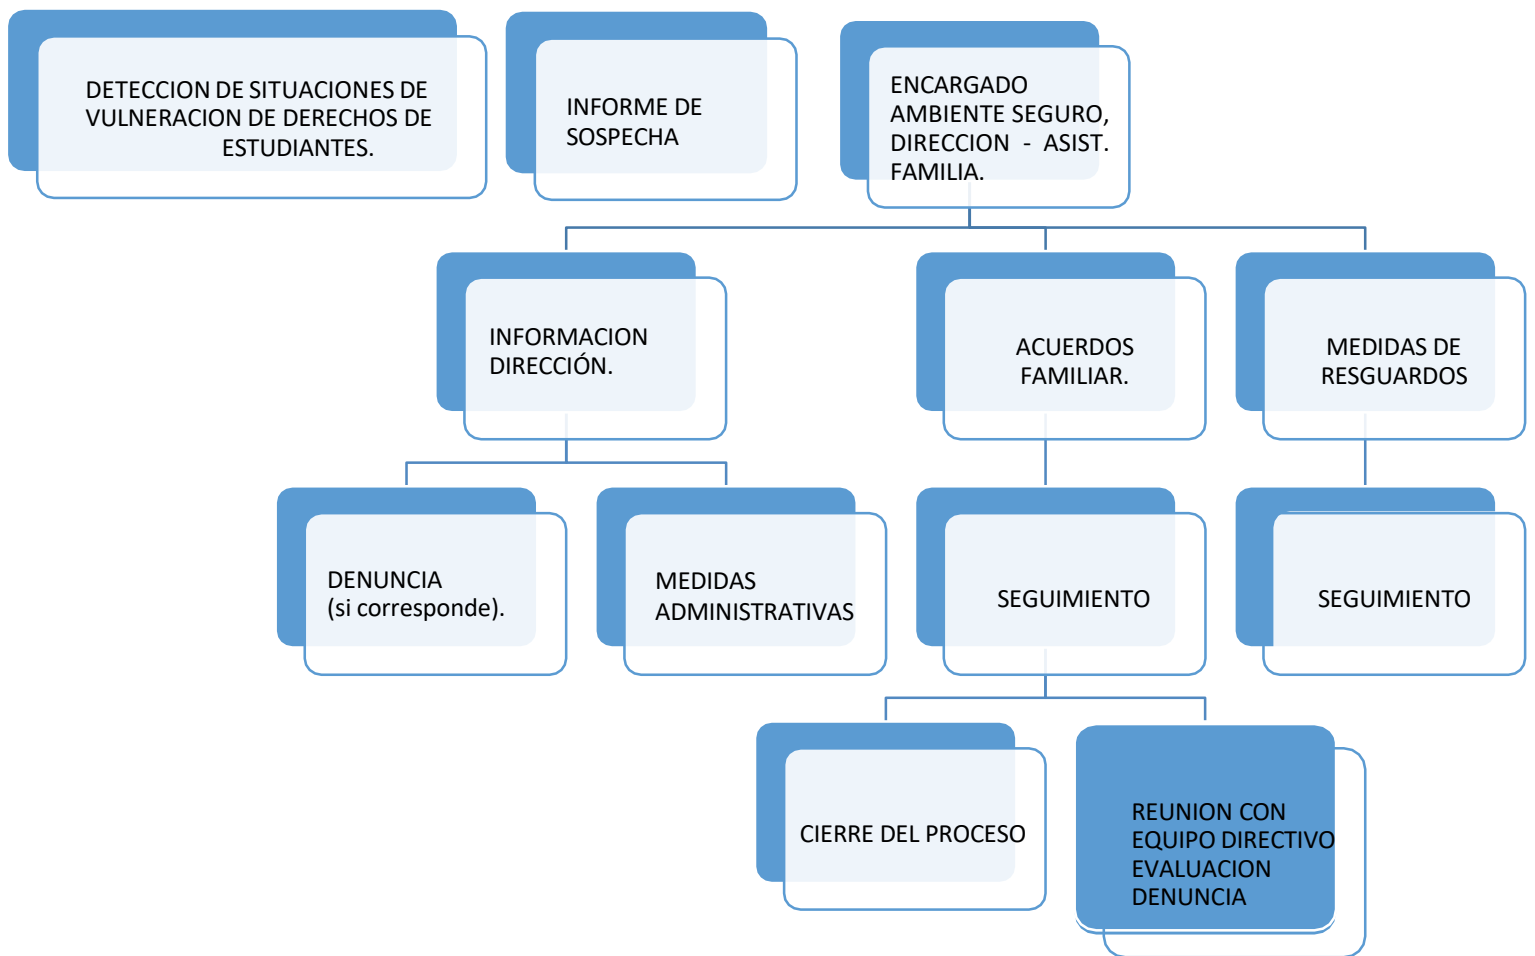 DETECCION DE SITUACIONES DE
VULNERACION DE DERECHOS DE
ESTUDIANTES.
INFORME DE
SOSPECHA
ENCARGADO
AMBIENTE SEGURO,
DIRECCION - ASIST.
FAMILIA.
INFORMACION
DIRECCIÓN.
ACUERDOS
FAMILIAR.
MEDIDAS DE
RESGUARDOS
DENUNCIA
(si corresponde).
MEDIDAS
ADMINISTRATIVAS
SEGUIMIENTO
SEGUIMIENTO
CIERRE DEL PROCESO
REUNION CON
EQUIPO DIRECTIVO
EVALUACION
DENUNCIA